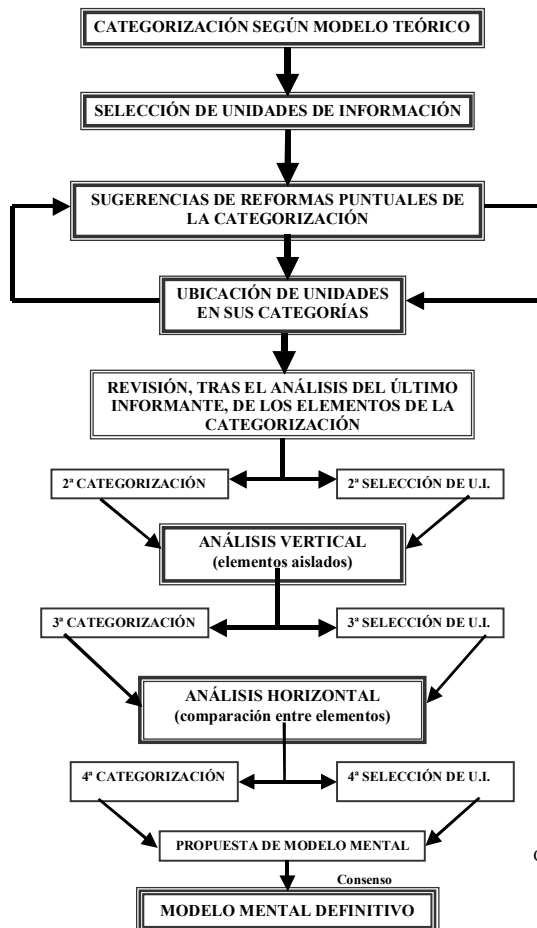 CATEGORIZACIÓN SEGÚN MODELO TEÓRICO
SELECCIÓN DE UNIDADES DE INFORMACIÓN
SUGERENCIAS DE REFORMAS PUNTUALES DE
LA CATEGORIZACIÓN
UBICACIÓN DE UNIDADES
EN SUS CATEGORÍAS
REVISIÓN, TRAS EL ANÁLISIS DEL ÚLTIMO
INFORMANTE, DE LOS ELEMENTOS DE LA
CATEGORIZACIÓN
2ª CATEGORIZACIÓN
2ª SELECCIÓN DE U.I.
ANÁLISIS VERTICAL
(elementos aislados)
3ª CATEGORIZACIÓN
3ª SELECCIÓN DE U.I.
ANÁLISIS HORIZONTAL
(comparación entre elementos)
4ª CATEGORIZACIÓN
4ª SELECCIÓN DE U.I.
PROPUESTA DE MODELO MENTAL
Consenso
MODELO MENTAL DEFINITIVO